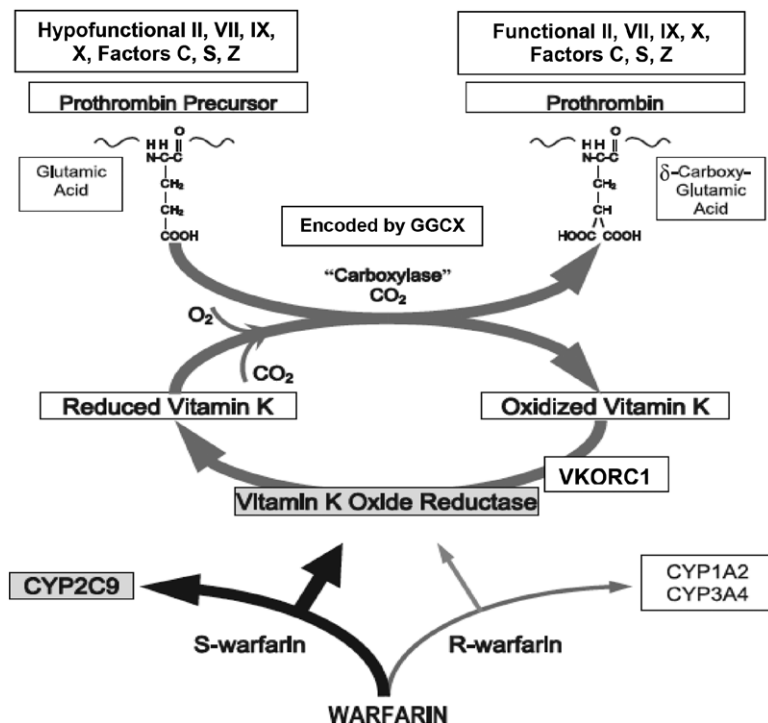 Hypofunctional II, VII, IX,
X, Factors C, S, Z
Functional II, VII, IX, X,
Factors C, S, Z
Prothrombin Precursor
Prothrombin
Glutamic
Acid
H H O
N-C-C
CH₂
CH₂
COOH
H H O
N-C-C
CH₂
CH
HOOC COOH
δ-Carboxy-
Glutamic
Acid
Encoded by GGCX
"Carboxylase"
CO₂
O₂
CO₂
Reduced Vitamin K
Oxidized Vitamin K
VKORC1
Vitamin K Oxide Reductase
CYP2C9
CYP1A2
CYP3A4
S-warfarin
R-warfarin
WARFARIN